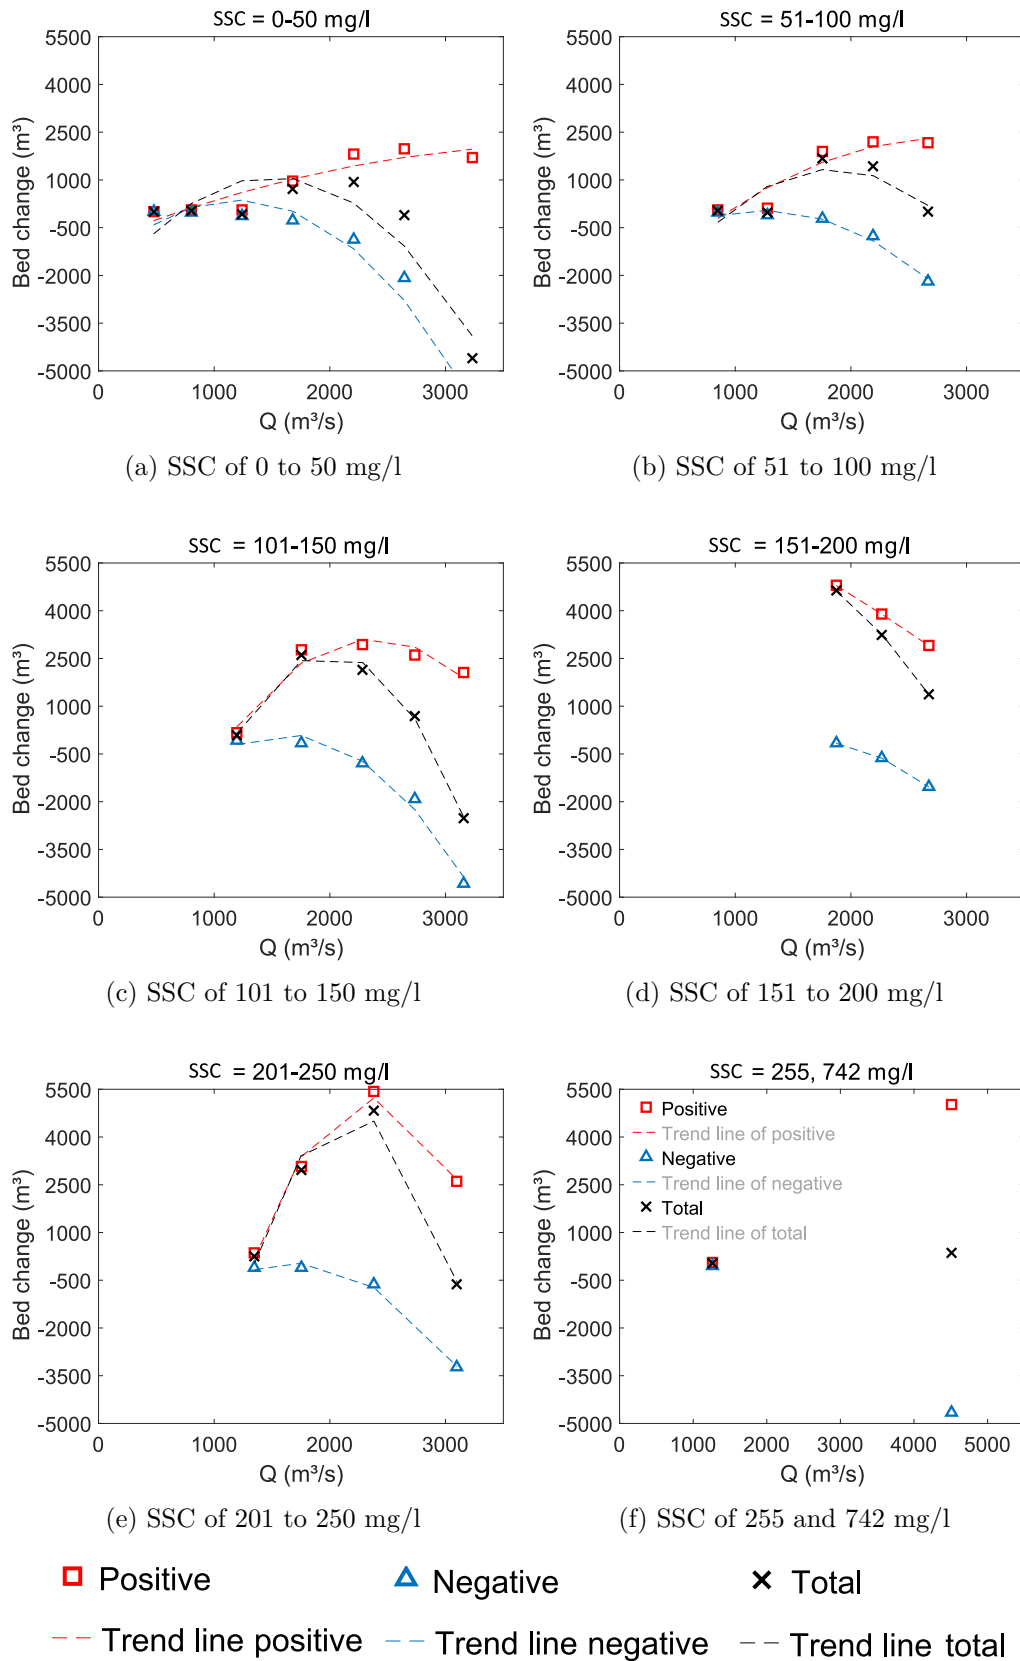 SSC = 0-50 mg/l
5500
4000
2500
1000
-500
-2000
-3500
-5000
Bed change (m³)
0 1000 2000 3000
Q (m³/s)
(a) SSC of 0 to 50 mg/l
SSC = 51-100 mg/l
5500
4000
2500
1000
-500
-2000
-3500
-5000
Bed change (m³)
0 1000 2000 3000
Q (m³/s)
(b) SSC of 51 to 100 mg/l
SSC = 101-150 mg/l
5500
4000
2500
1000
-500
-2000
-3500
-5000
Bed change (m³)
0 1000 2000 3000
Q (m³/s)
(c) SSC of 101 to 150 mg/l
SSC = 151-200 mg/l
5500
4000
2500
1000
-500
-2000
-3500
-5000
Bed change (m³)
0 1000 2000 3000
Q (m³/s)
(d) SSC of 151 to 200 mg/l
SSC = 201-250 mg/l
5500
4000
2500
1000
-500
-2000
-3500
-5000
Bed change (m³)
0 1000 2000 3000
Q (m³/s)
(e) SSC of 201 to 250 mg/l
SSC = 255, 742 mg/l
5500
4000
2500
1000
-500
-2000
-3500
-5000
Bed change (m³)
Positive
Trend line of positive
Negative
Trend line of negative
Total
Trend line of total
0 1000 2000 3000 4000 5000
Q (m³/s)
(f) SSC of 255 and 742 mg/l
Positive Negative Total
Trend line positive Trend line negative Trend line total